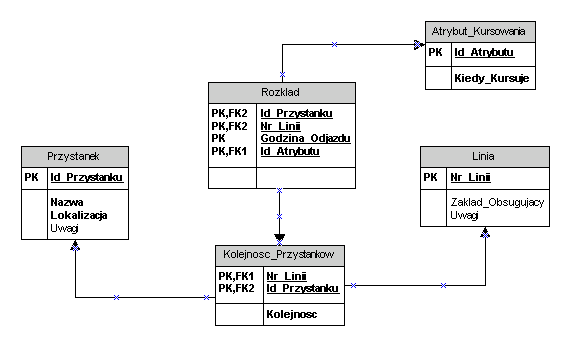 Atrybut_Kursowania
PK Id_Atrybutu
Kiedy_Kursuje
Rozklad
PK,FK2 Id_Przystanku
PK,FK2 Nr_Linii
PK Godzina_Odjazdu
PK,FK1 Id_Atrybutu
Przystanek
PK Id_Przystanku
Nazwa
Lokalizacja
Uwagi
Linia
PK Nr_Linii
Zaklad_Obsugujacy
Uwagi
Kolejnosc_Przystankow
PK,FK1 Nr_Linii
PK,FK2 Id_Przystanku
Kolejnosc